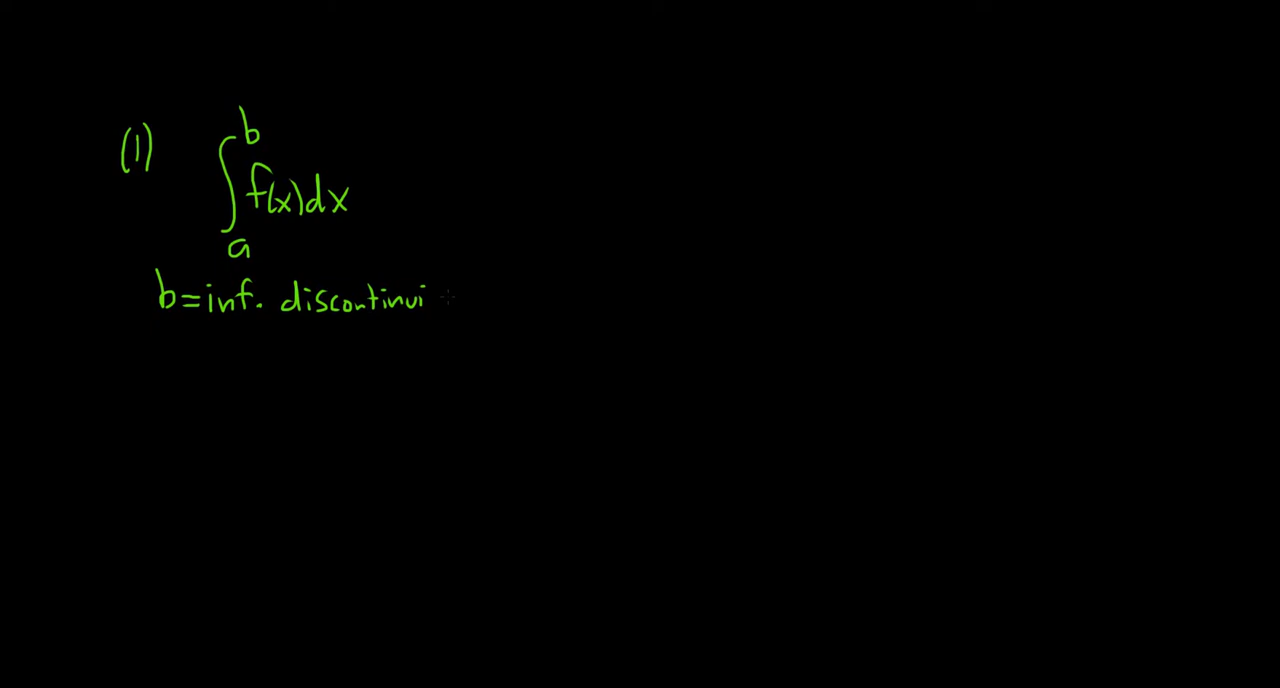 (1) ∫_a^b f(x)dx
b=inf. discontinui